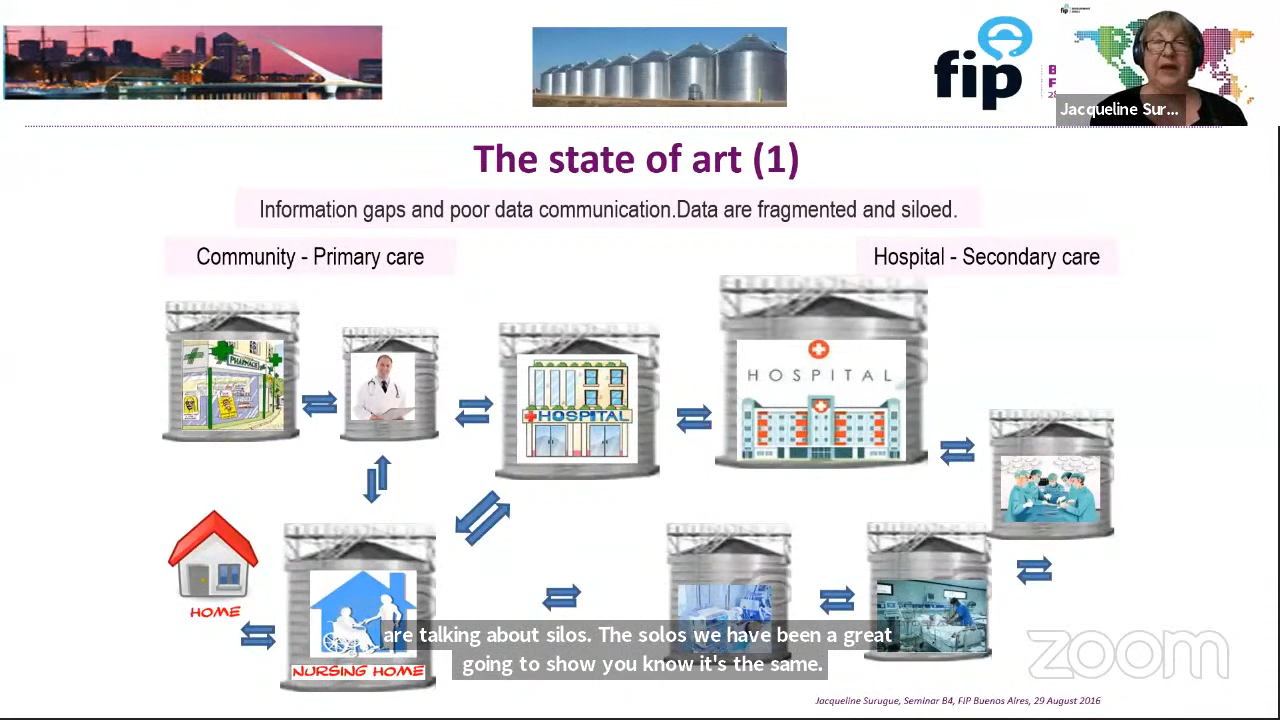 fip
Jacqueline Sur...
The state of art (1)
Information gaps and poor data communication.Data are fragmented and siloed.
Community - Primary care
Hospital - Secondary care
PHARMACIE
HOSPITAL
HOSPITAL
HOME
NURSING HOME
are talking about silos. The solos we have been a great
going to show you know it's the same.
zoom
Jacqueline Surugue, Seminar B4, FIP Buenos Aires, 29 August 2016